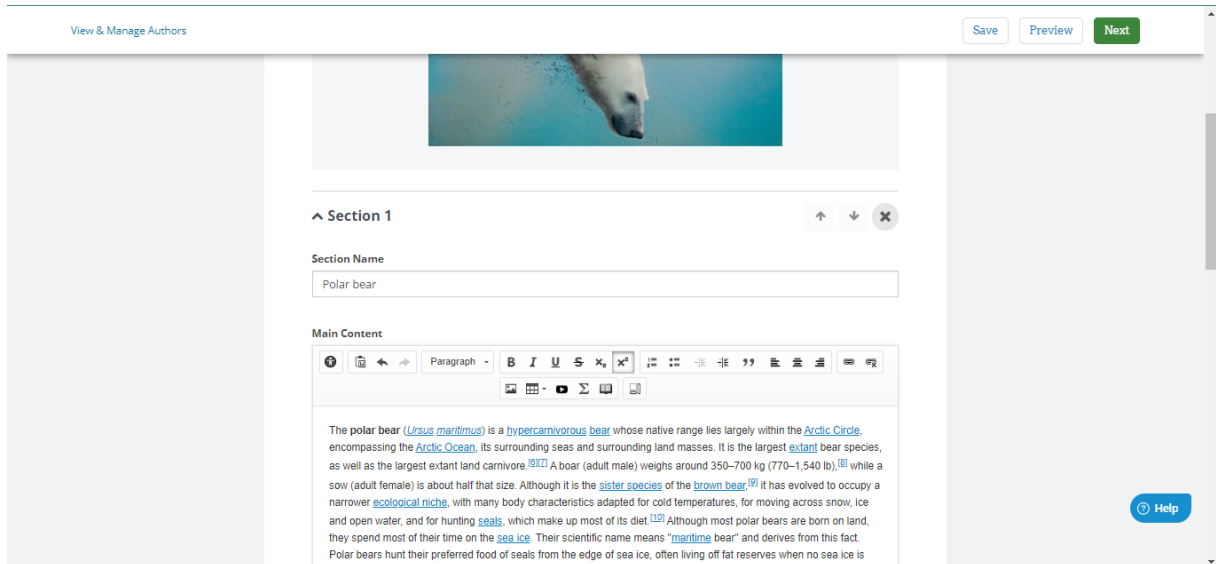 View & Manage Authors
Save Preview Next
Section 1
Section Name
Polar bear
Main Content
Paragraph B I U S x₂ x²
The polar bear (Ursus maritimus) is a hypercarnivorous bear whose native range lies largely within the Arctic Circle,
encompassing the Arctic Ocean, its surrounding seas and surrounding land masses. It is the largest extant bear species,
as well as the largest extant land carnivore.[6][7] A boar (adult male) weighs around 350–700 kg (770–1,540 lb),[8] while a
sow (adult female) is about half that size. Although it is the sister species of the brown bear,[9] it has evolved to occupy a
narrower ecological niche, with many body characteristics adapted for cold temperatures, for moving across snow, ice
and open water, and for hunting seals, which make up most of its diet.[10] Although most polar bears are born on land,
they spend most of their time on the sea ice. Their scientific name means "maritime bear" and derives from this fact.
Polar bears hunt their preferred food of seals from the edge of sea ice, often living off fat reserves when no sea ice is
Help